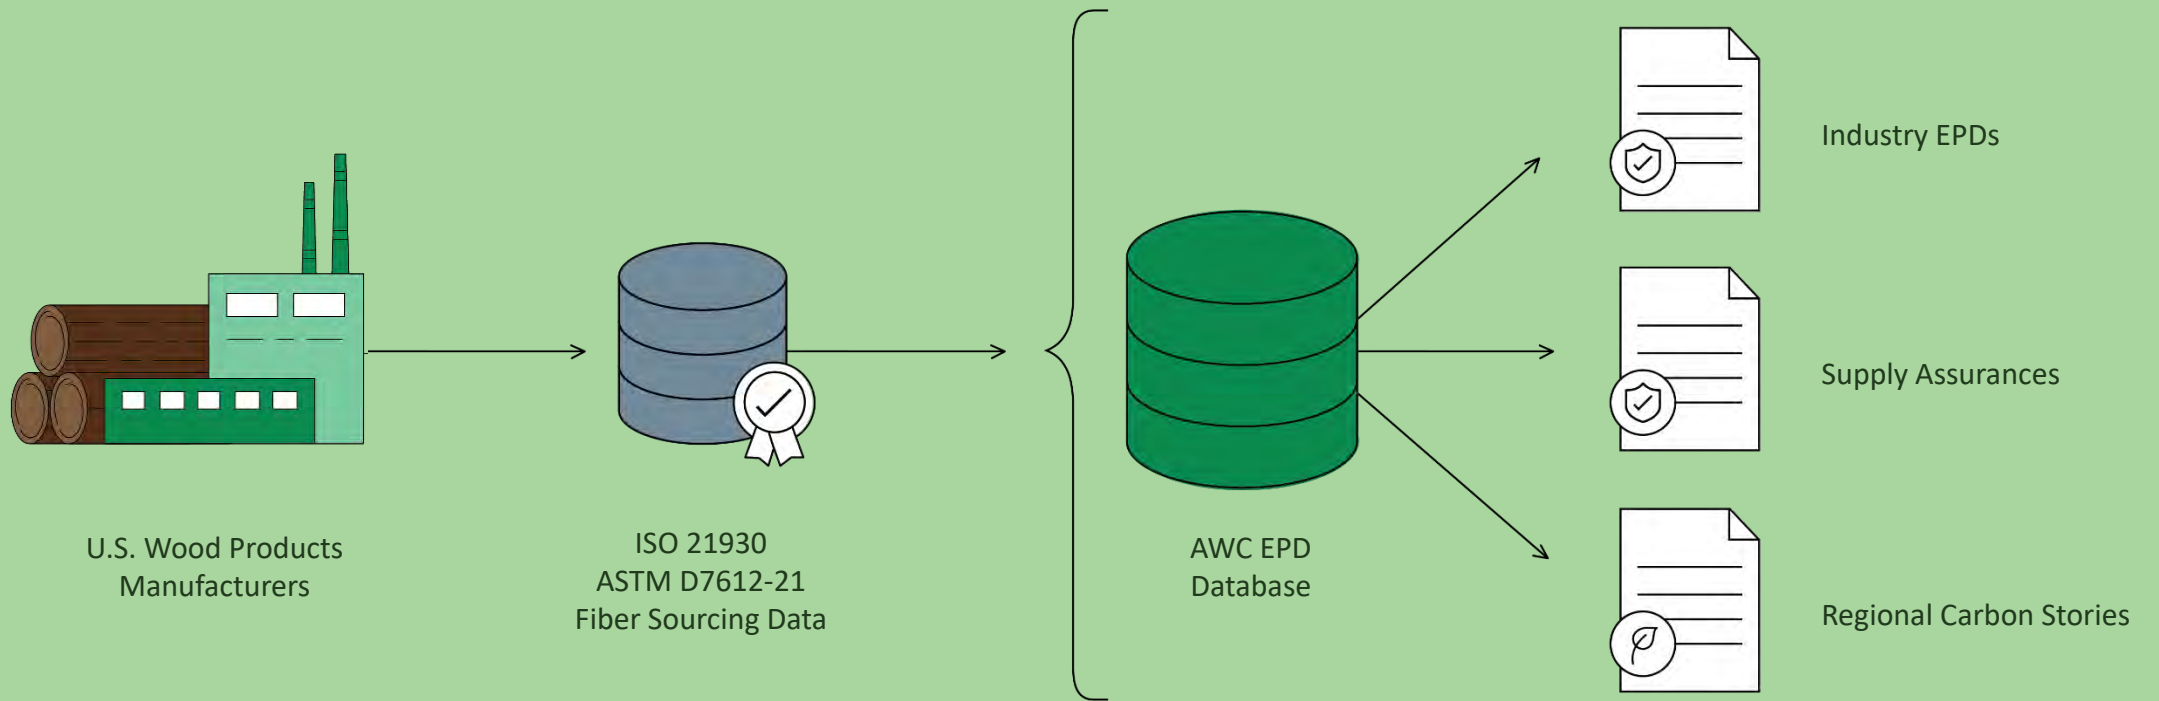 U.S. Wood Products
Manufacturers
ISO 21930
ASTM D7612-21
Fiber Sourcing Data
AWC EPD
Database
Industry EPDs
Supply Assurances
Regional Carbon Stories